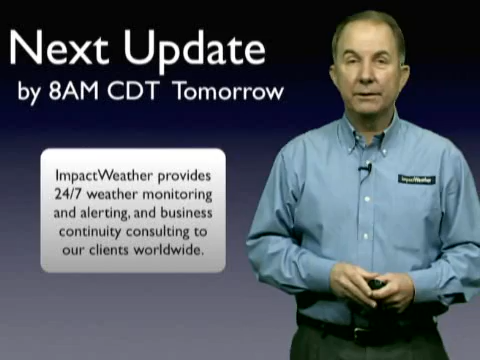 Next Update
by 8AM CDT Tomorrow
ImpactWeather provides
24/7 weather monitoring
and alerting, and business
continuity consulting to
our clients worldwide.
ImpactWeather